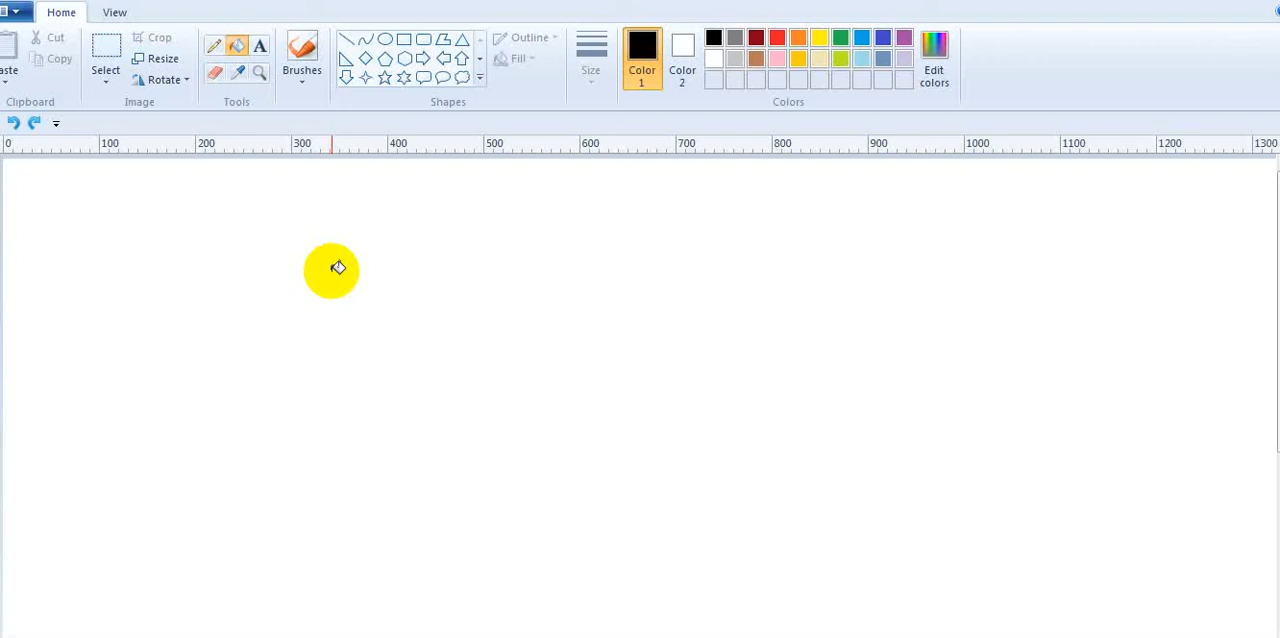 Home View
Cut
Copy
aste
Clipboard
Select
Crop
Resize
Rotate
Image
A
Tools
Brushes
Shapes
Outline
Fill
Size
Color 1
Color 2
Edit colors
Colors
0 100 200 300 400 500 600 700 800 900 1000 1100 1200 1300